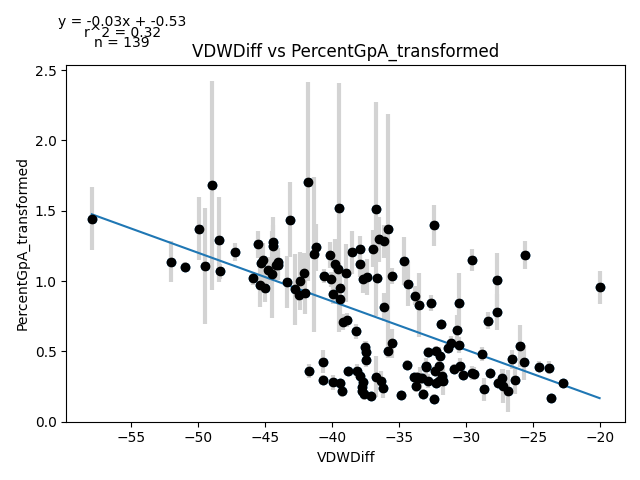 y = -0.03x + -0.53
r^2 = 0.32
n = 139
VDWDiff vs PercentGpA_transformed
2.5
2.0
1.5
1.0
0.5
0.0
PercentGpA_transformed
−55 −50 −45 −40 −35 −30 −25 −20
VDWDiff